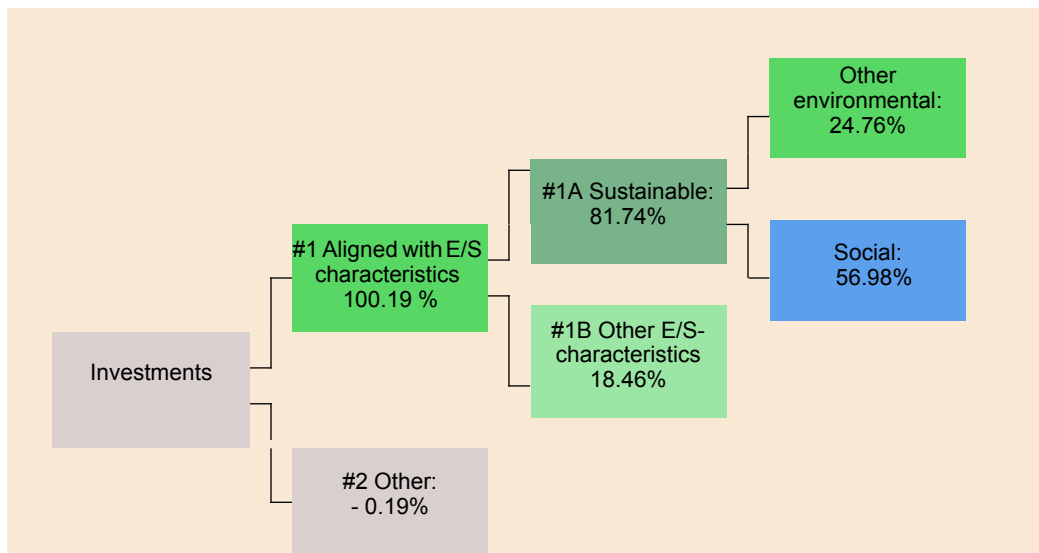 Other
environmental:
24.76%
#1A Sustainable:
81.74%
#1 Aligned with E/S
characteristics
100.19 %
Social:
56.98%
#1B Other E/S-
characteristics
18.46%
Investments
#2 Other:
- 0.19%